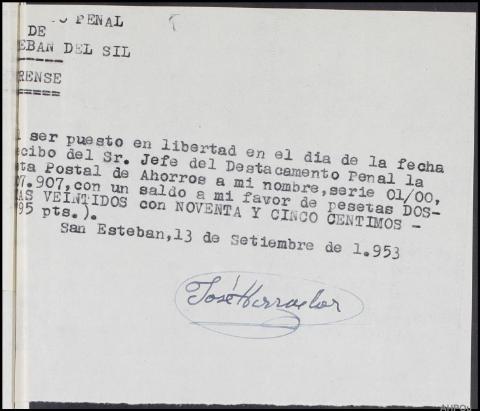 O PENAL
DE
EBAN DEL SIL
RENSE
l ser puesto en libertad en el dia de la fecha
cibo del Sr. Jefe del Destacamento Penal la
ta Postal de Ahorros a mi nombre, serie 01/00,
7.907, con un saldo a mi favor de pesetas DOS-
AS VEINTIDOS con NOVENTA Y CINCO CENTIMOS -
95 pts.).
San Esteban, 13 de Setiembre de 1.953
José